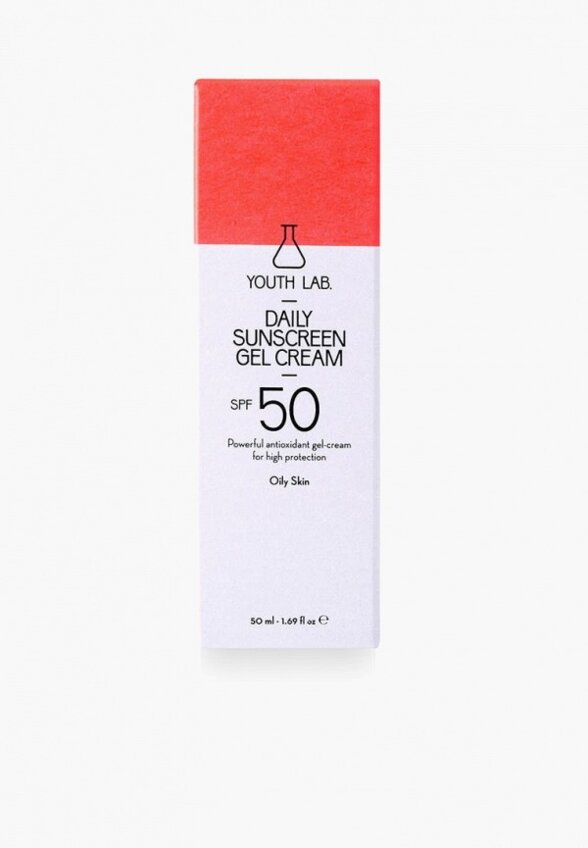 YOUTH LAB.
DAILY
SUNSCREEN
GEL CREAM
SPF 50
Powerful antioxidant gel-cream
for high protection
Oily Skin
50 ml - 1.69 fl oz ℮